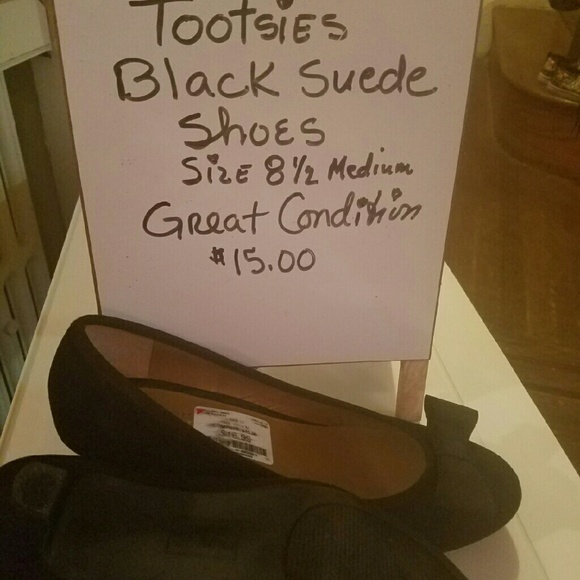 Tootsies
Black Suede
Shoes
Size 8 1/2 Medium
Great Condition
$15.00